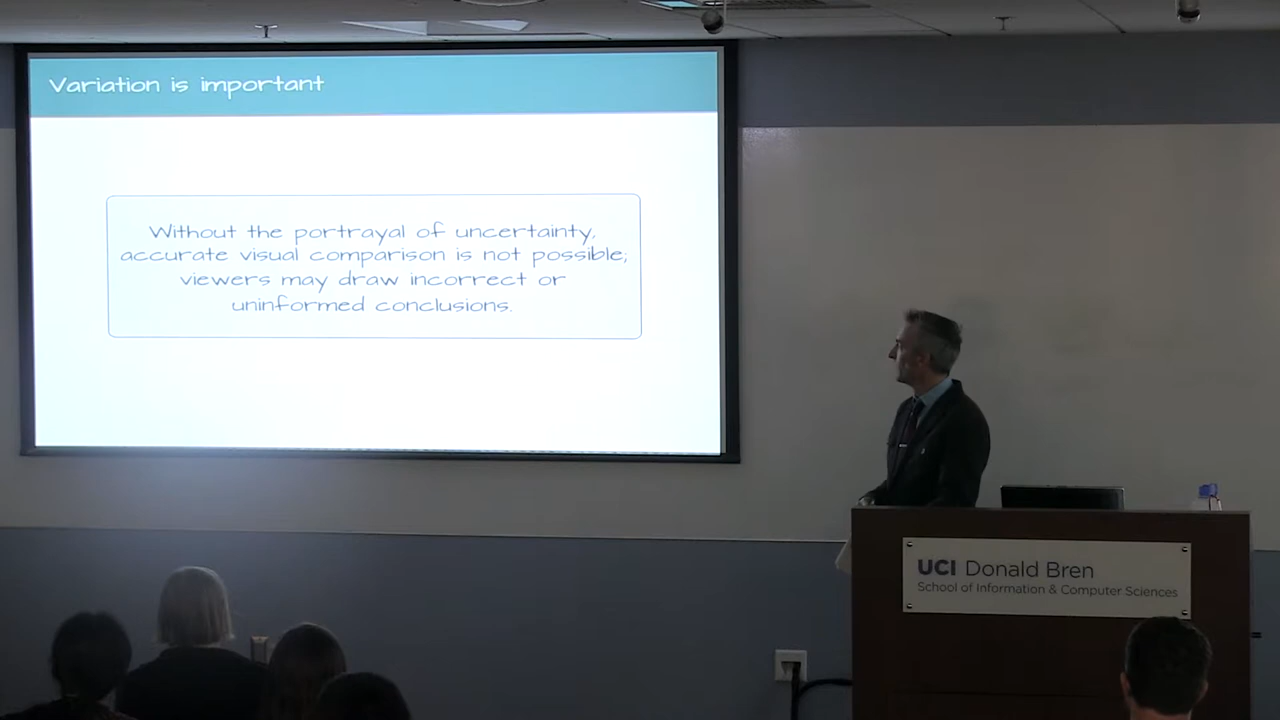 Variation is important
Without the portrayal of uncertainty,
accurate visual comparison is not possible;
viewers may draw incorrect or
uninformed conclusions.
UCI Donald Bren
School of Information & Computer Sciences